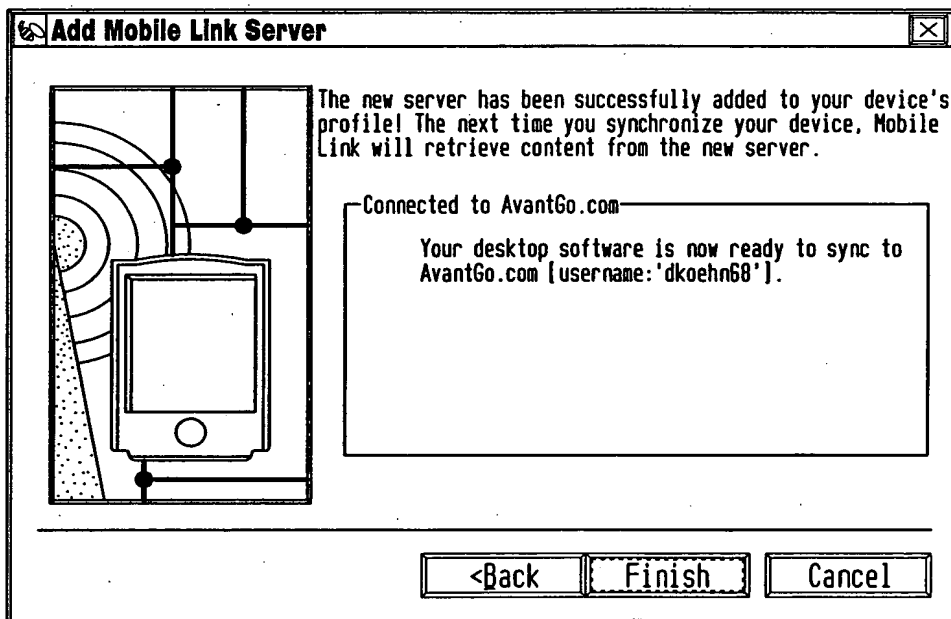 Add Mobile Link Server
The new server has been successfully added to your device's
profile! The next time you synchronize your device, Mobile
Link will retrieve content from the new server.
Connected to AvantGo.com
Your desktop software is now ready to sync to
AvantGo.com [username:'dkoehn68'].
<Back
Finish
Cancel